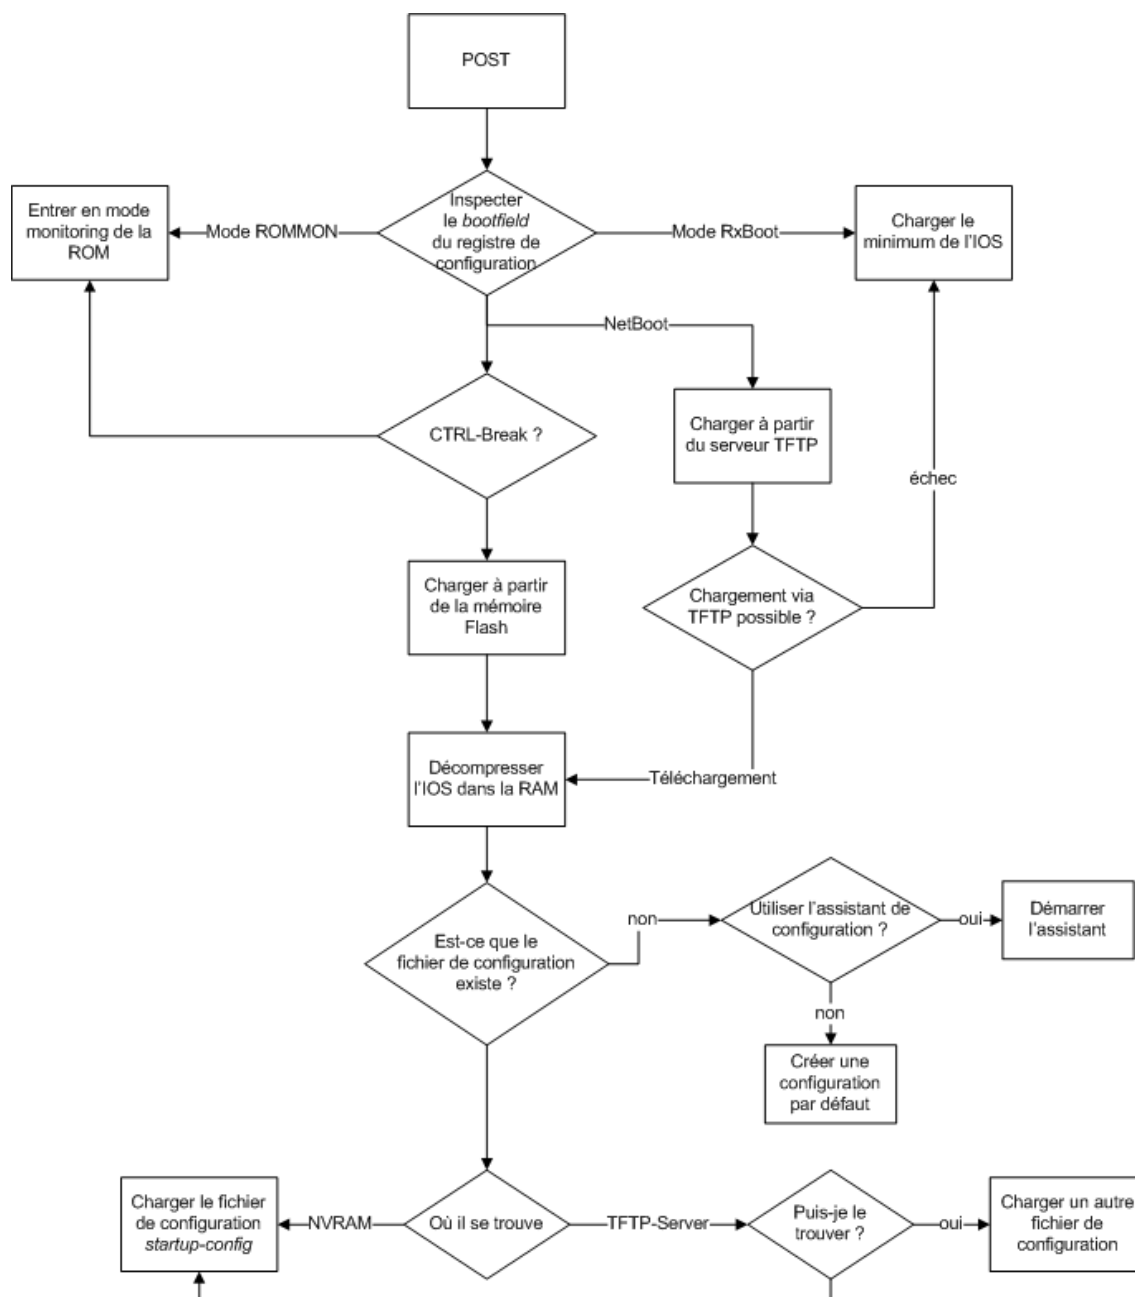 POST
Inspecter
le bootfield
du registre de
configuration
Entrer en mode
monitoring de la
ROM
Mode ROMMON
Mode RxBoot
Charger le
minimum de l'IOS
NetBoot
CTRL-Break ?
Charger à partir
du serveur TFTP
échec
Charger à partir
de la mémoire
Flash
Chargement via
TFTP possible ?
Décompresser
l'IOS dans la RAM
Téléchargement
Est-ce que le
fichier de configuration
existe ?
non
Utiliser l'assistant de
configuration ?
oui
Démarrer
l'assistant
non
Créer une
configuration
par défaut
Charger le fichier
de configuration
startup-config
NVRAM
Où il se trouve
TFTP-Server
Puis-je le
trouver ?
oui
Charger un autre
fichier de
configuration